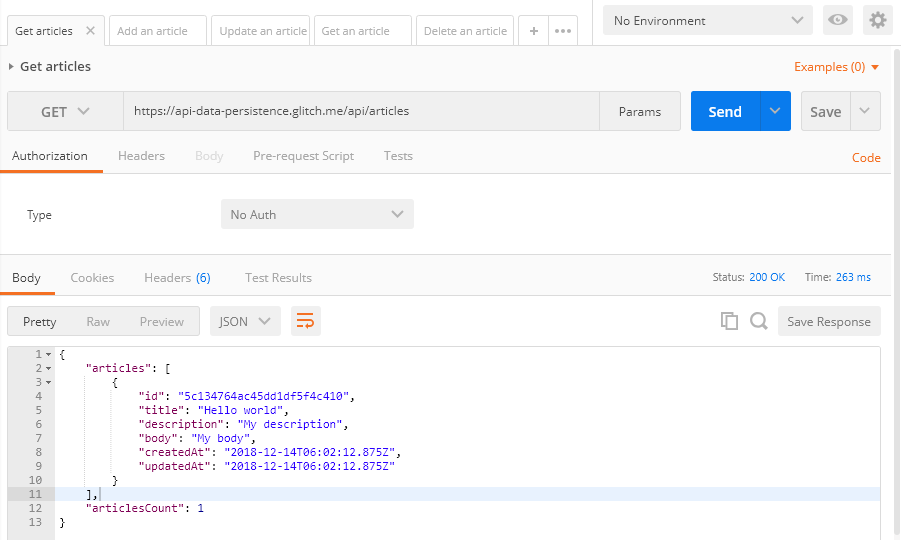 Get articles
Add an article
Update an article
Get an article
Delete an article
No Environment
Get articles
Examples (0)
GET
https://api-data-persistence.glitch.me/api/articles
Params
Send
Save
Authorization
Headers
Body
Pre-request Script
Tests
Code
Type
No Auth
Body
Cookies
Headers (6)
Test Results
Status: 200 OK
Time: 263 ms
Pretty
Raw
Preview
JSON
Save Response
1 {
2 "articles": [
3 {
4 "id": "5c134764ac45dd1df5f4c410",
5 "title": "Hello world",
6 "description": "My description",
7 "body": "My body",
8 "createdAt": "2018-12-14T06:02:12.875Z",
9 "updatedAt": "2018-12-14T06:02:12.875Z"
10 }
11 ],
12 "articlesCount": 1
13 }